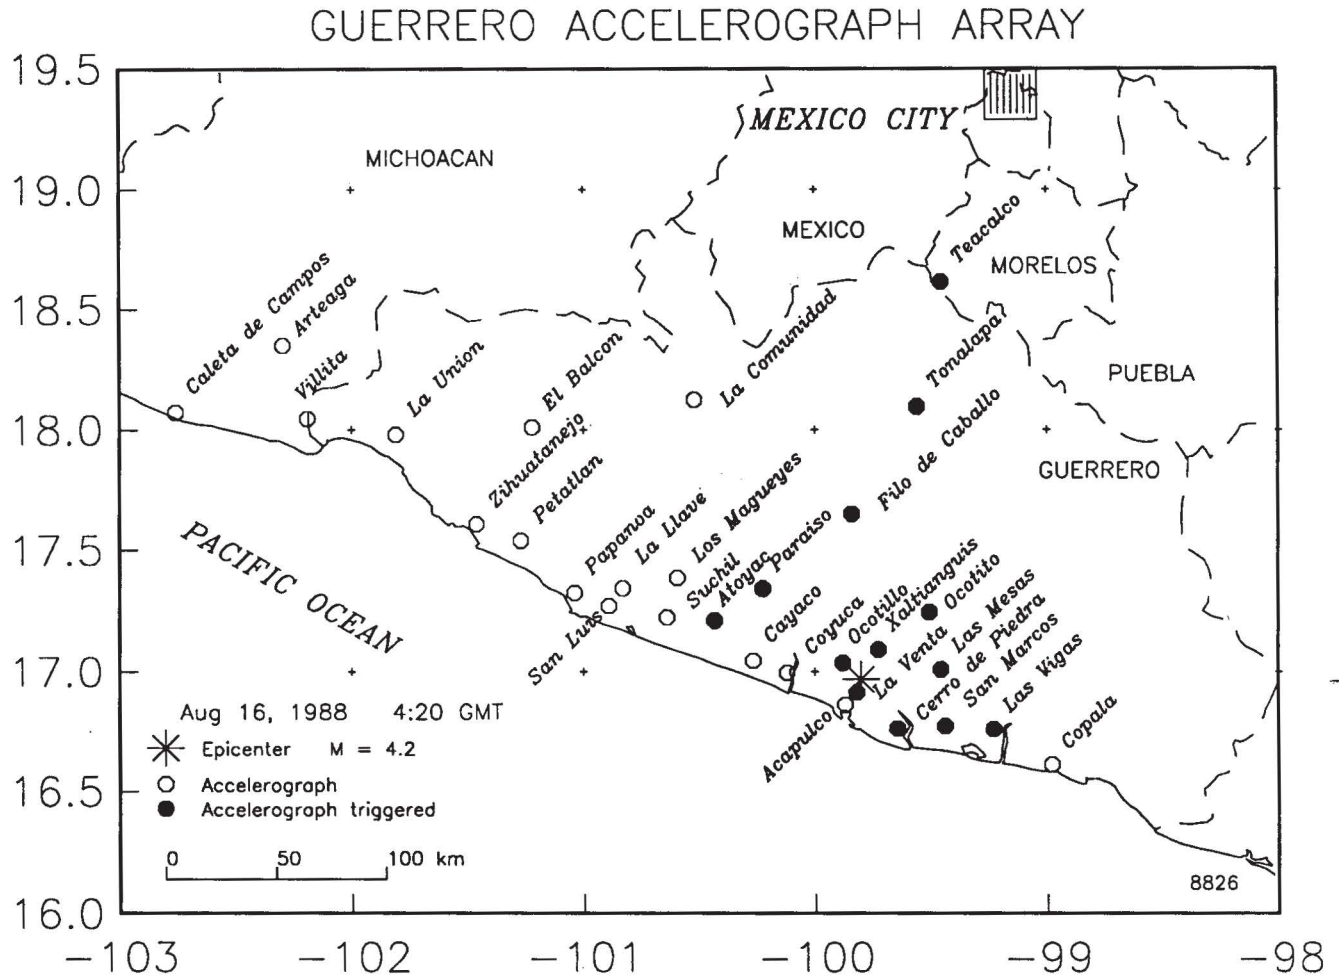 GUERRERO ACCELEROGRAPH ARRAY
19.5
MEXICO CITY
MICHOACAN
19.0
MEXICO
Teacalco
MORELOS
Caleta de Campos
Arteaga
18.5
Villita
La Union
El Balcon
La Comunidad
Tonalapa
PUEBLA
18.0
Zihuatanejo
Petatlan
Filo de Caballo
GUERRERO
PACIFIC OCEAN
17.5
Papanoa
La Llave
Los Magueyes
Suchil
Atoyac
Paraiso
Cayaco
Coyuca
Ocotillo
Xaltianguis
Ocotito
Las Mesas
San Luis
La Venta
Cerro de Piedra
San Marcos
Las Vigas
17.0
Acapulco
Copala
Aug 16, 1988 4:20 GMT
Epicenter M = 4.2
Accelerograph
16.5
Accelerograph triggered
0 50 100 km
8826
16.0
-103 -102 -101 -100 -99 -98